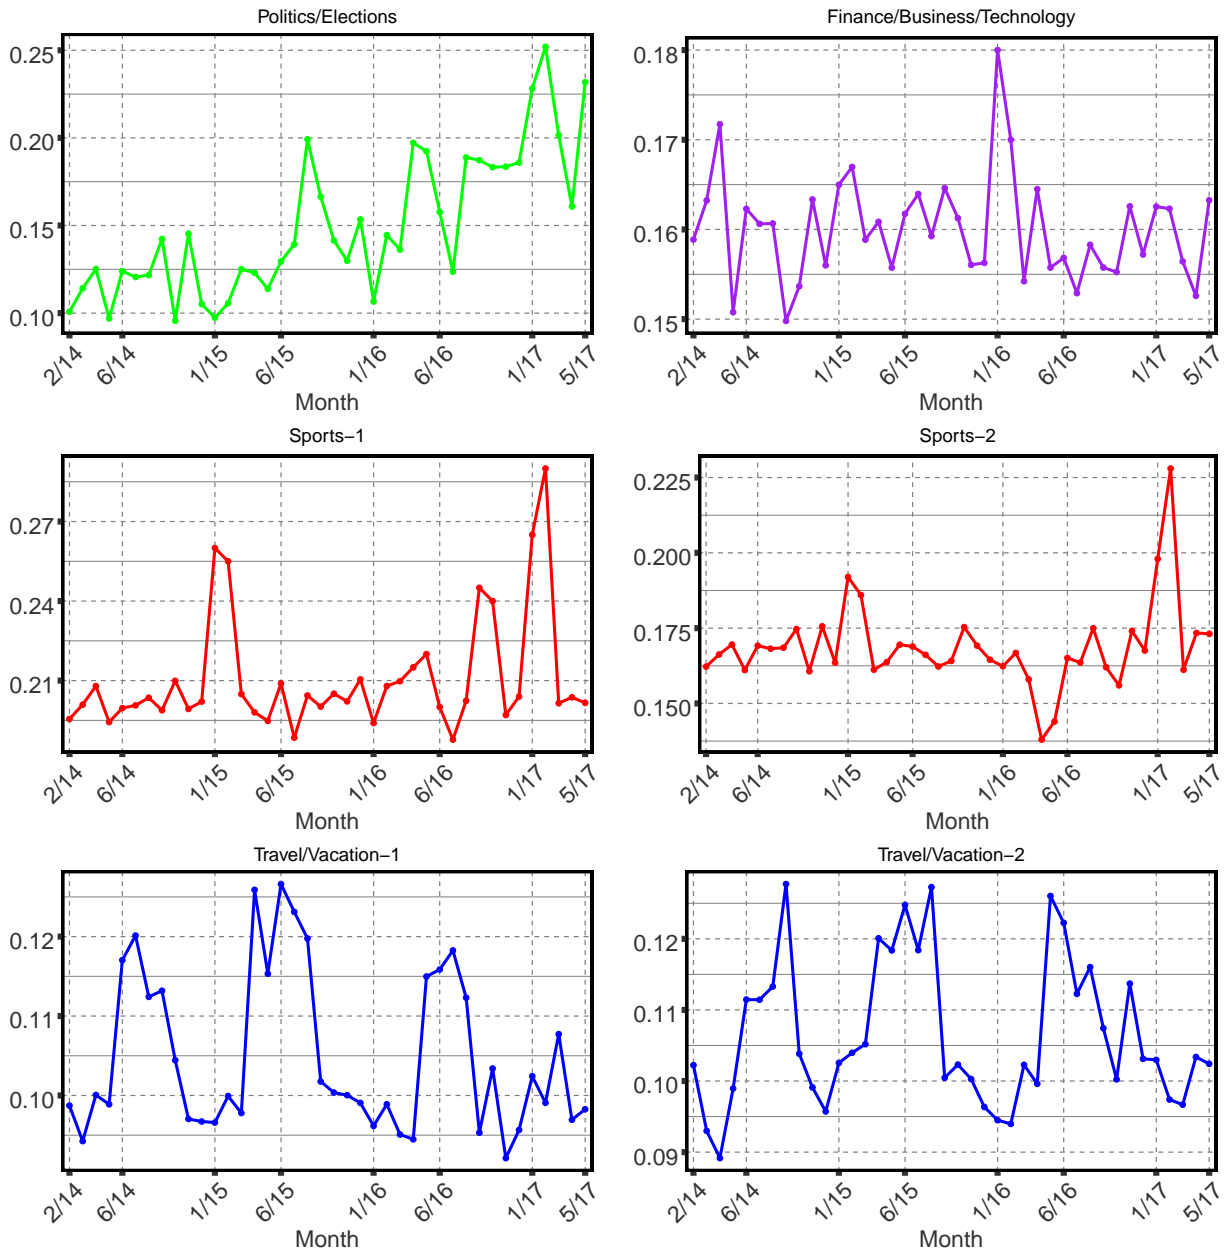 Politics/Elections
0.25
0.20
0.15
0.10
2/14 6/14 1/15 6/15 1/16 6/16 1/17 5/17
Month
Finance/Business/Technology
0.18
0.17
0.16
0.15
2/14 6/14 1/15 6/15 1/16 6/16 1/17 5/17
Month
Sports−1
0.27
0.24
0.21
2/14 6/14 1/15 6/15 1/16 6/16 1/17 5/17
Month
Sports−2
0.225
0.200
0.175
0.150
2/14 6/14 1/15 6/15 1/16 6/16 1/17 5/17
Month
Travel/Vacation−1
0.12
0.11
0.10
2/14 6/14 1/15 6/15 1/16 6/16 1/17 5/17
Month
Travel/Vacation−2
0.12
0.11
0.10
0.09
2/14 6/14 1/15 6/15 1/16 6/16 1/17 5/17
Month